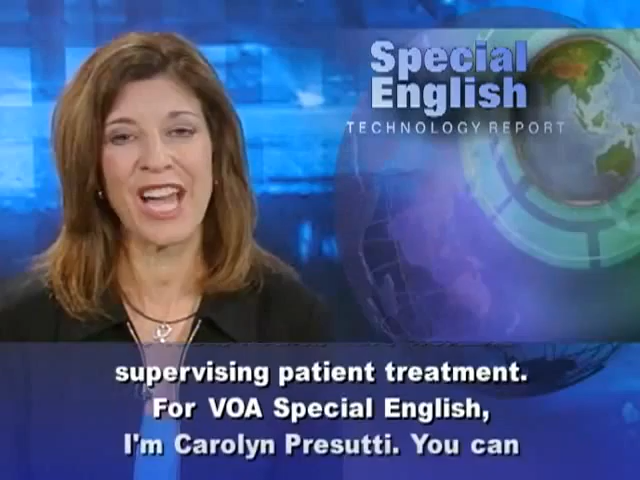 Special
English
TECHNOLOGY REPORT
supervising patient treatment.
For VOA Special English,
I'm Carolyn Presutti. You can